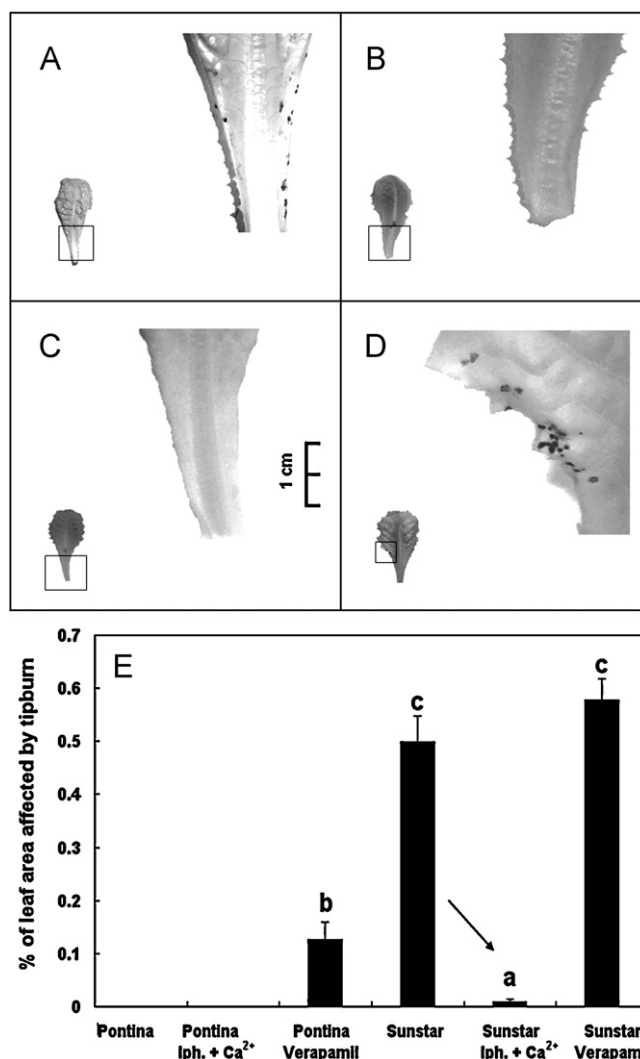 A
B
C
1 cm
D
E
% of leaf area affected by tipburn
0.7
0.6
0.5
0.4
0.3
0.2
0.1
0
b
c
a
c
Pontina
Pontina
Iph. + Ca²⁺
Pontina
Verapamil
Sunstar
Sunstar
Iph. + Ca²⁺
Sunstar
Verapami